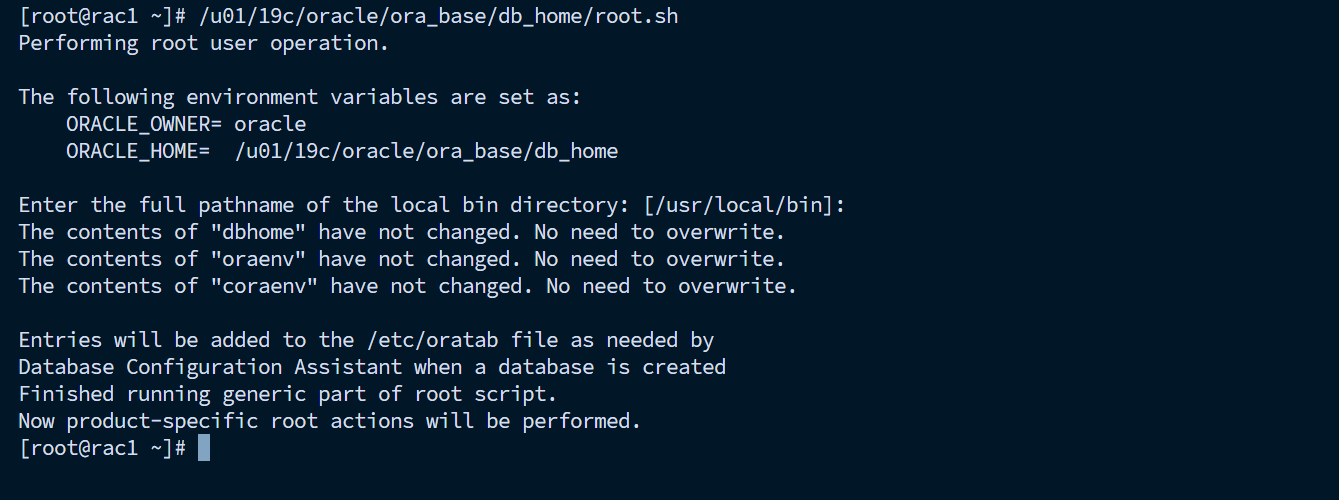 [root@rac1 ~]# /u01/19c/oracle/ora_base/db_home/root.sh
Performing root user operation.

The following environment variables are set as:
    ORACLE_OWNER= oracle
    ORACLE_HOME=  /u01/19c/oracle/ora_base/db_home

Enter the full pathname of the local bin directory: [/usr/local/bin]:
The contents of "dbhome" have not changed. No need to overwrite.
The contents of "oraenv" have not changed. No need to overwrite.
The contents of "coraenv" have not changed. No need to overwrite.

Entries will be added to the /etc/oratab file as needed by
Database Configuration Assistant when a database is created
Finished running generic part of root script.
Now product-specific root actions will be performed.
[root@rac1 ~]#